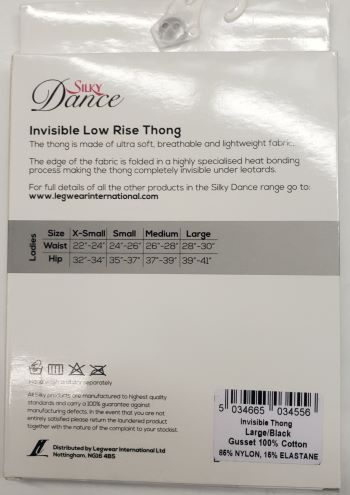 SILKY
Dance
Invisible Low Rise Thong
The thong is made of ultra soft, breathable and lightweight fabric.
The edge of the fabric is folded in a highly specialised heat bonding
process making the thong completely invisible under leotards.
For full details of all the other products in the Silky Dance range go to:
www.legwearinternational.com
Ladies
Size X-Small Small Medium Large
Waist 22"-24" 24"-26" 26"-28" 28"-30"
Hip 32"-34" 35"-37" 37"-39" 39"-41"
Hand wash and dry separately
All Silky products are manufactured to highest quality
standards and carry a 100% guarantee against
manufacturing defects. In the event that you are not
entirely satisfied please return the laundered product
together with the nature of the complaint to your stockist.
Distributed by Legwear International Ltd
Nottingham, NG16 4BS
5 034665 034556
Invisible Thong
Large/Black
Gusset 100% Cotton
85% NYLON, 15% ELASTANE